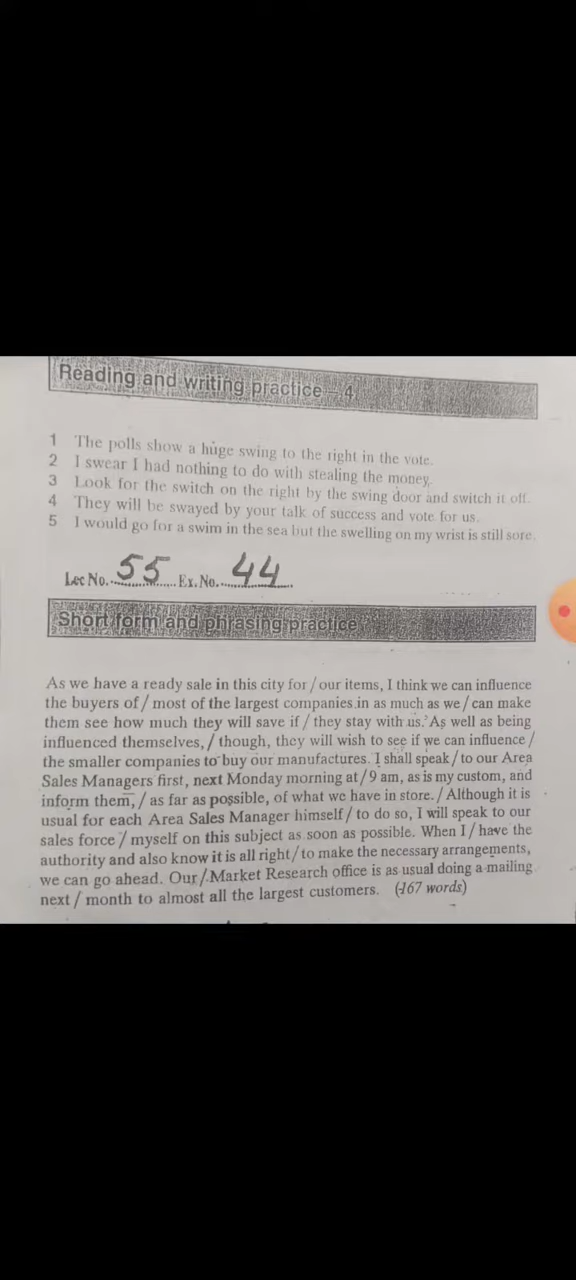 Reading and writing practice – 4
1 The polls show a huge swing to the right in the vote.
2 I swear I had nothing to do with stealing the money.
3 Look for the switch on the right by the swing door and switch it off.
4 They will be swayed by your talk of success and vote for us.
5 I would go for a swim in the sea but the swelling on my wrist is still sore.
Lec No. 55 Ex. No. 44
Short form and phrasing practice
As we have a ready sale in this city for / our items, I think we can influence
the buyers of / most of the largest companies in as much as we / can make
them see how much they will save if / they stay with us. As well as being
influenced themselves, / though, they will wish to see if we can influence /
the smaller companies to buy our manufactures. I shall speak / to our Area
Sales Managers first, next Monday morning at / 9 am, as is my custom, and
inform them, / as far as possible, of what we have in store. / Although it is
usual for each Area Sales Manager himself / to do so, I will speak to our
sales force / myself on this subject as soon as possible. When I / have the
authority and also know it is all right / to make the necessary arrangements,
we can go ahead. Our / Market Research office is as usual doing a mailing
next / month to almost all the largest customers. (167 words)